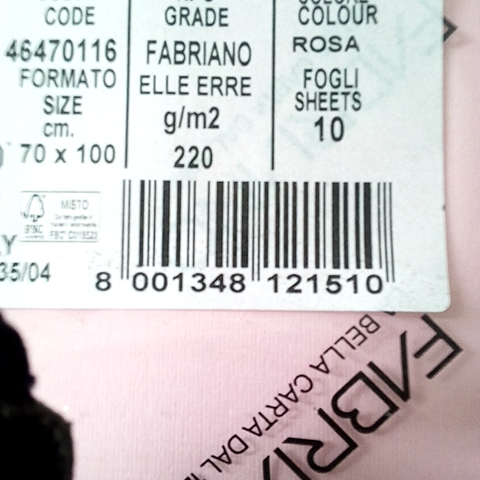 CODE
46470116
FORMATO
SIZE
cm.
70 x 100
GRADE
FABRIANO
ELLE ERRE
g/m2
220
COLOUR
ROSA
FOGLI
SHEETS
10
FSC
MISTO
35/04
8 001348 121510
FABRI
BELLA CARTA DAL